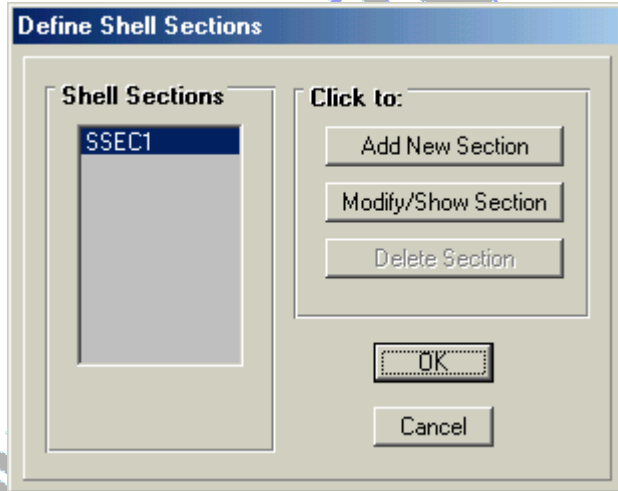 Define Shell Sections
Shell Sections
SSEC1
Click to:
Add New Section
Modify/Show Section
Delete Section
OK
Cancel